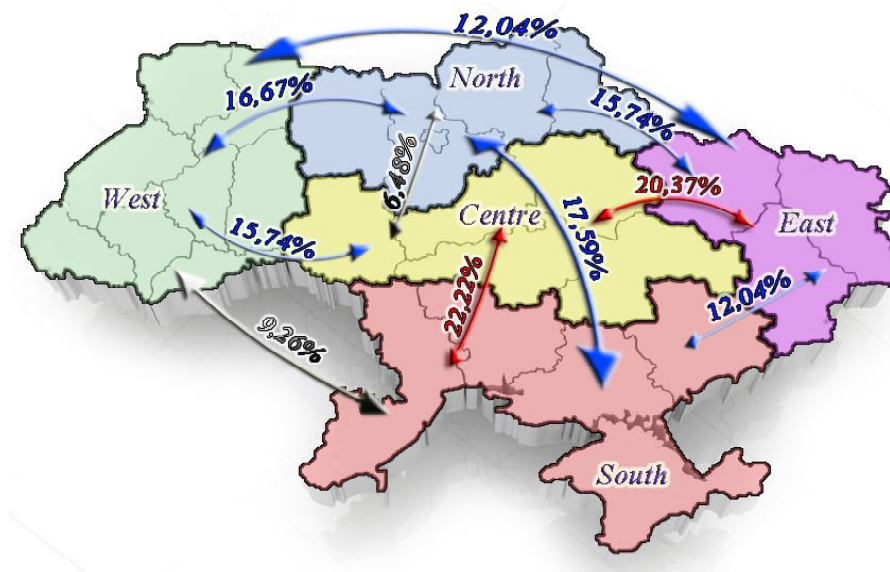 12,04%
16,67%
North
15,74%
6,48%
20,37%
West
Centre
East
15,74%
17,59%
22,22%
12,04%
9,26%
South